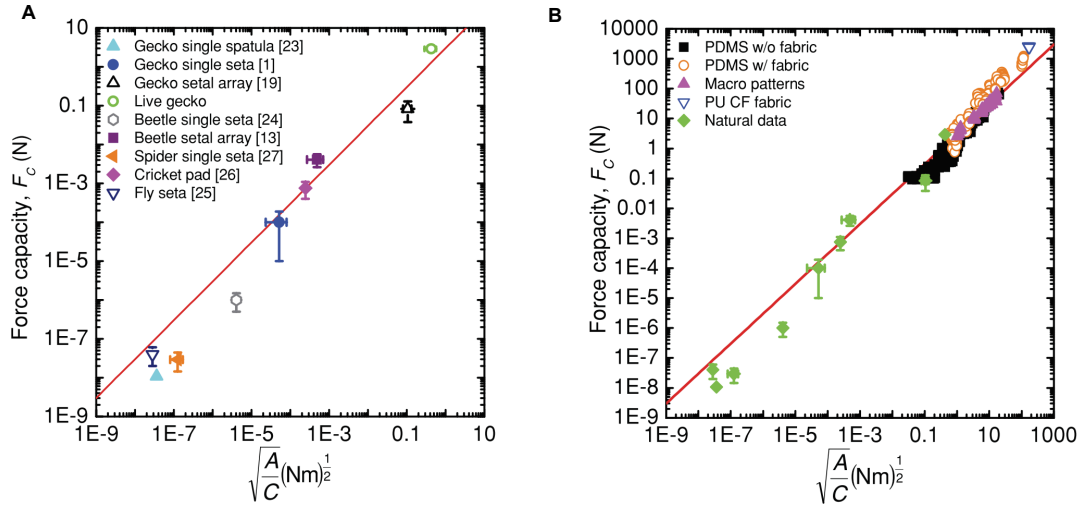 A
Force capacity, F_C (N)
10
0.1
1E-3
1E-5
1E-7
1E-9
Gecko single spatula [23]
Gecko single seta [1]
Gecko setal array [19]
Live gecko
Beetle single seta [24]
Beetle setal array [13]
Spider single seta [27]
Cricket pad [26]
Fly seta [25]
1E-9 1E-7 1E-5 1E-3 0.1 10
√(A/C) (Nm)^(1/2)
B
Force capacity, F_C (N)
10000
1000
100
10
1
0.1
0.01
1E-3
1E-4
1E-5
1E-6
1E-7
1E-8
1E-9
PDMS w/o fabric
PDMS w/ fabric
Macro patterns
PU CF fabric
Natural data
1E-9 1E-7 1E-5 1E-3 0.1 10 1000
√(A/C) (Nm)^(1/2)